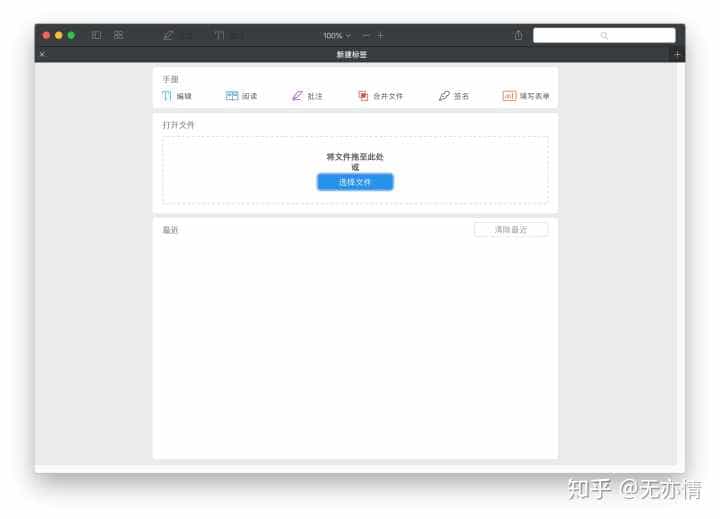 100%
新建标签
手册
编辑
阅读
批注
合并文件
签名
填写表单
打开文件
将文件拖至此处
或
选择文件
最近
清除最近
知乎 @无亦情